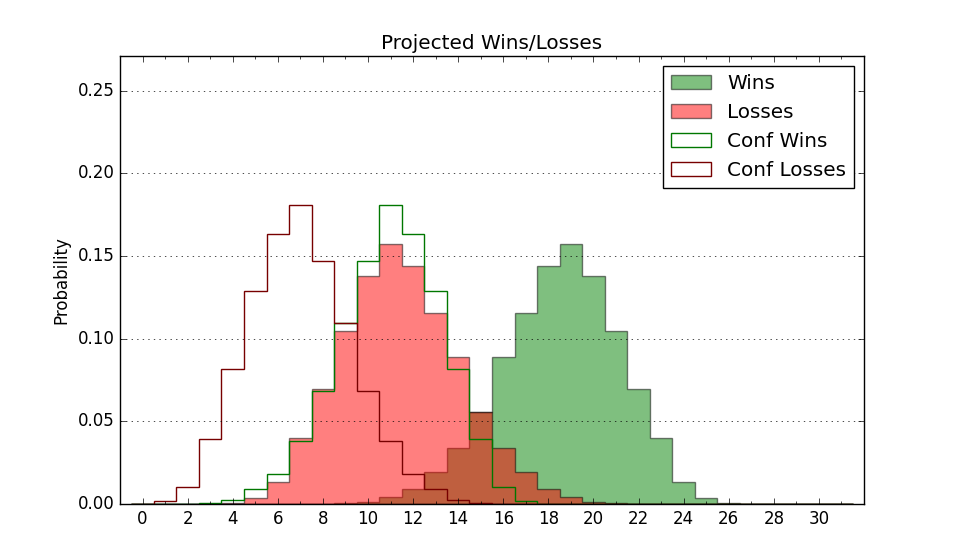 Projected Wins/Losses
Wins
Losses
Conf Wins
Conf Losses
Probability
0.25
0.20
0.15
0.10
0.05
0.00
0 2 4 6 8 10 12 14 16 18 20 22 24 26 28 30